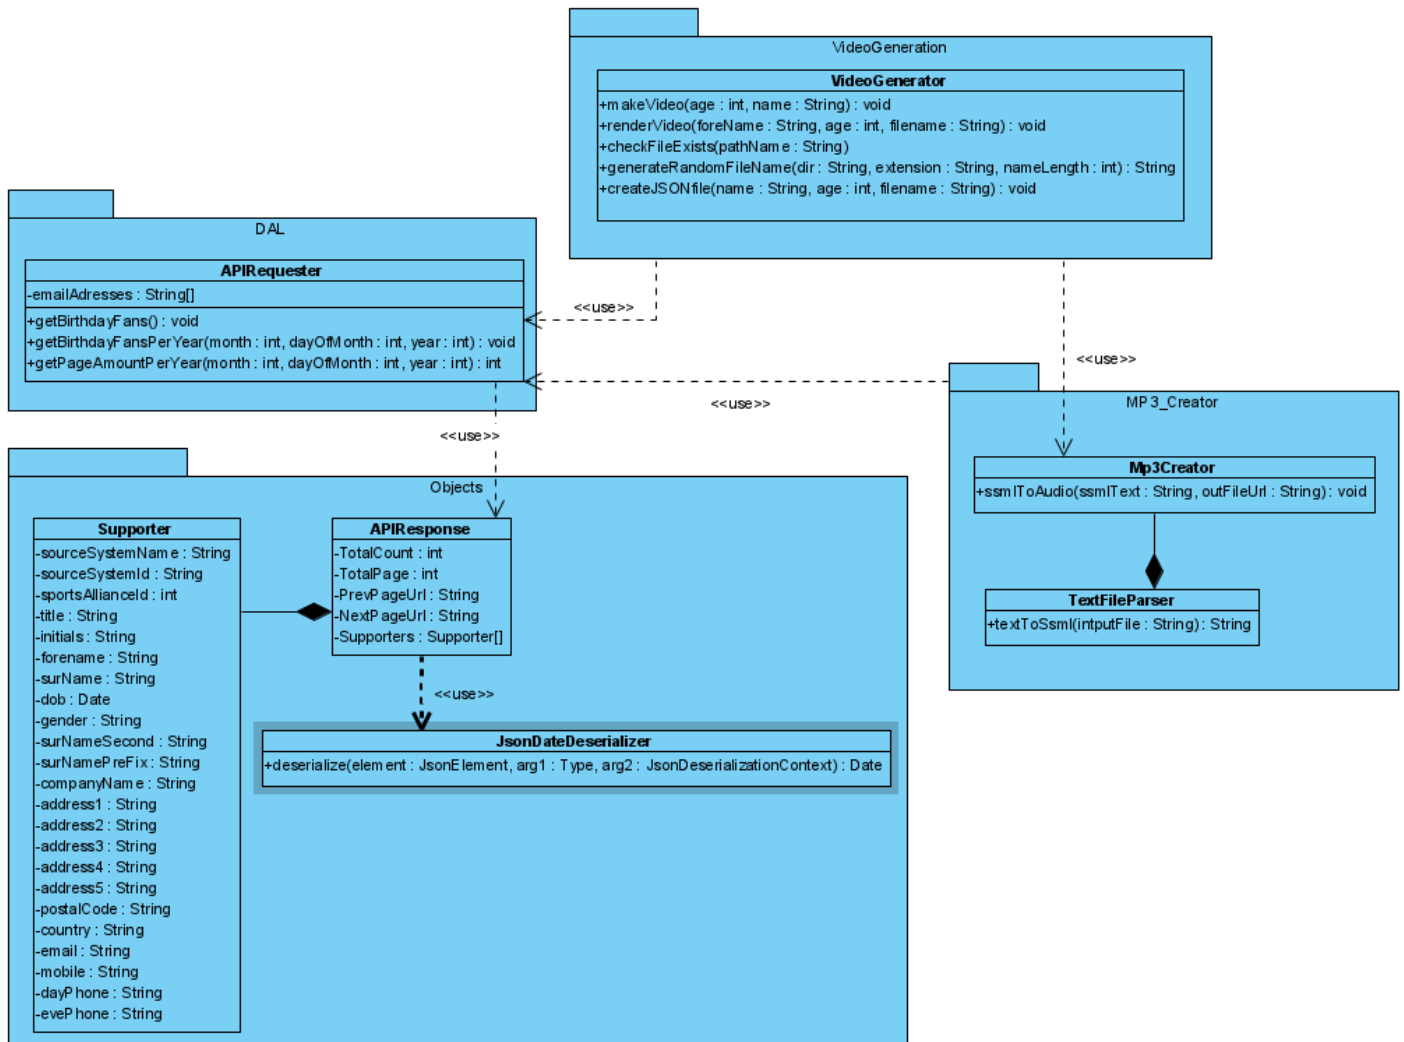 VideoGeneration
VideoGenerator
+makeVideo(age : int, name : String) : void
+renderVideo(foreName : String, age : int, filename : String) : void
+checkFileExists(pathName : String)
+generateRandomFileName(dir : String, extension : String, nameLength : int) : String
+createJSONfile(name : String, age : int, filename : String) : void
DAL
APIRequester
-emailAdresses : String[]
+getBirthdayFans() : void
+getBirthdayFansPerYear(month : int, dayOfMonth : int, year : int) : void
+getPageAmountPerYear(month : int, dayOfMonth : int, year : int) : int
<<use>>
<<use>>
<<use>>
<<use>>
MP3_Creator
Mp3Creator
+ssmlToAudio(ssmlText : String, outFileUrl : String) : void
TextFileParser
+textToSsml(intputFile : String) : String
Objects
Supporter
-sourceSystemName : String
-sourceSystemId : String
-sportsAllianceId : int
-title : String
-initials : String
-forename : String
-surName : String
-dob : Date
-gender : String
-surNameSecond : String
-surNamePreFix : String
-companyName : String
-address1 : String
-address2 : String
-address3 : String
-address4 : String
-address5 : String
-postalCode : String
-country : String
-email : String
-mobile : String
-dayPhone : String
-evePhone : String
APIResponse
-TotalCount : int
-TotalPage : int
-PrevPageUrl : String
-NextPageUrl : String
-Supporters : Supporter[]
<<use>>
JsonDateDeserializer
+deserialize(element : JsonElement, arg1 : Type, arg2 : JsonDeserializationContext) : Date